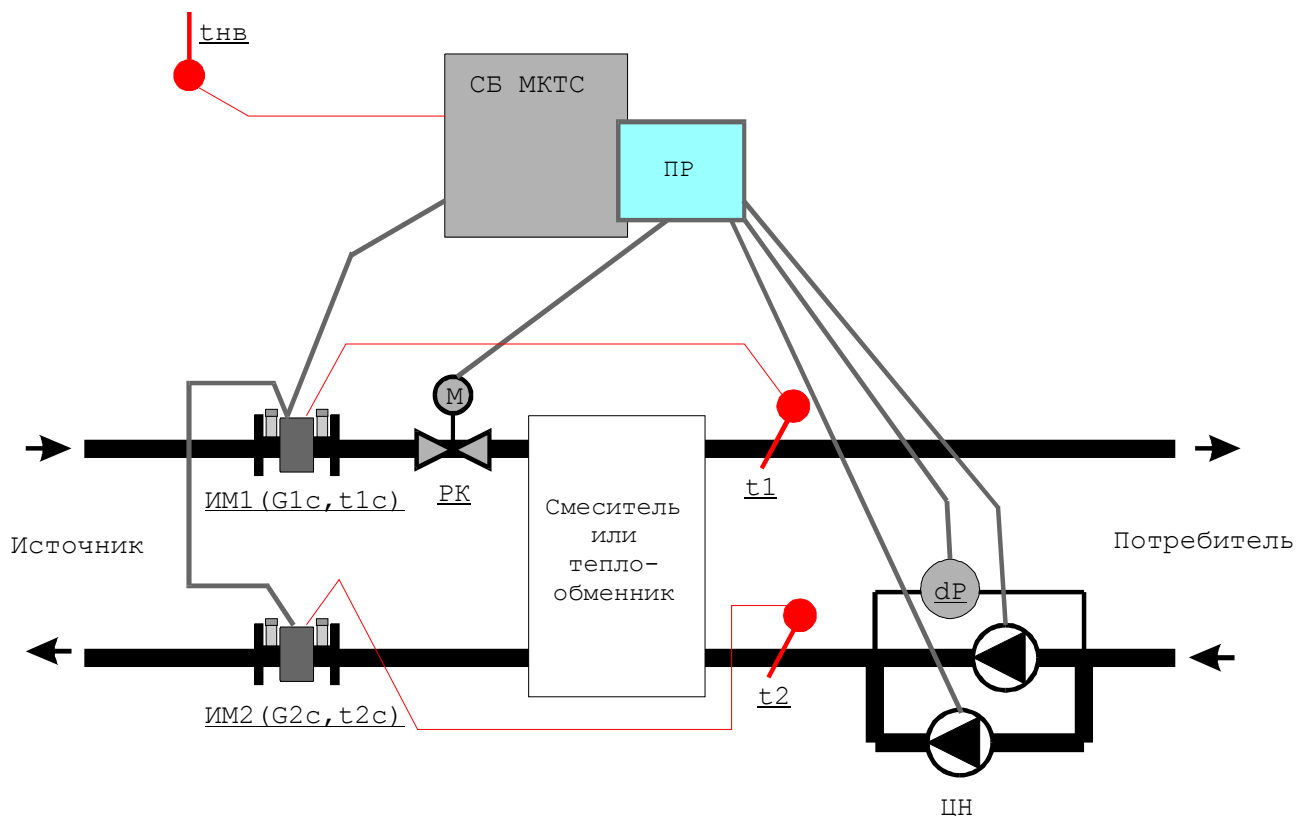 tнв
СБ МКТС
ПР
М
ИМ1(G1c,t1c)
РК
t1
Смеситель
или
тепло-
обменник
Источник
Потребитель
dP
ИМ2(G2c,t2c)
t2
ЦН